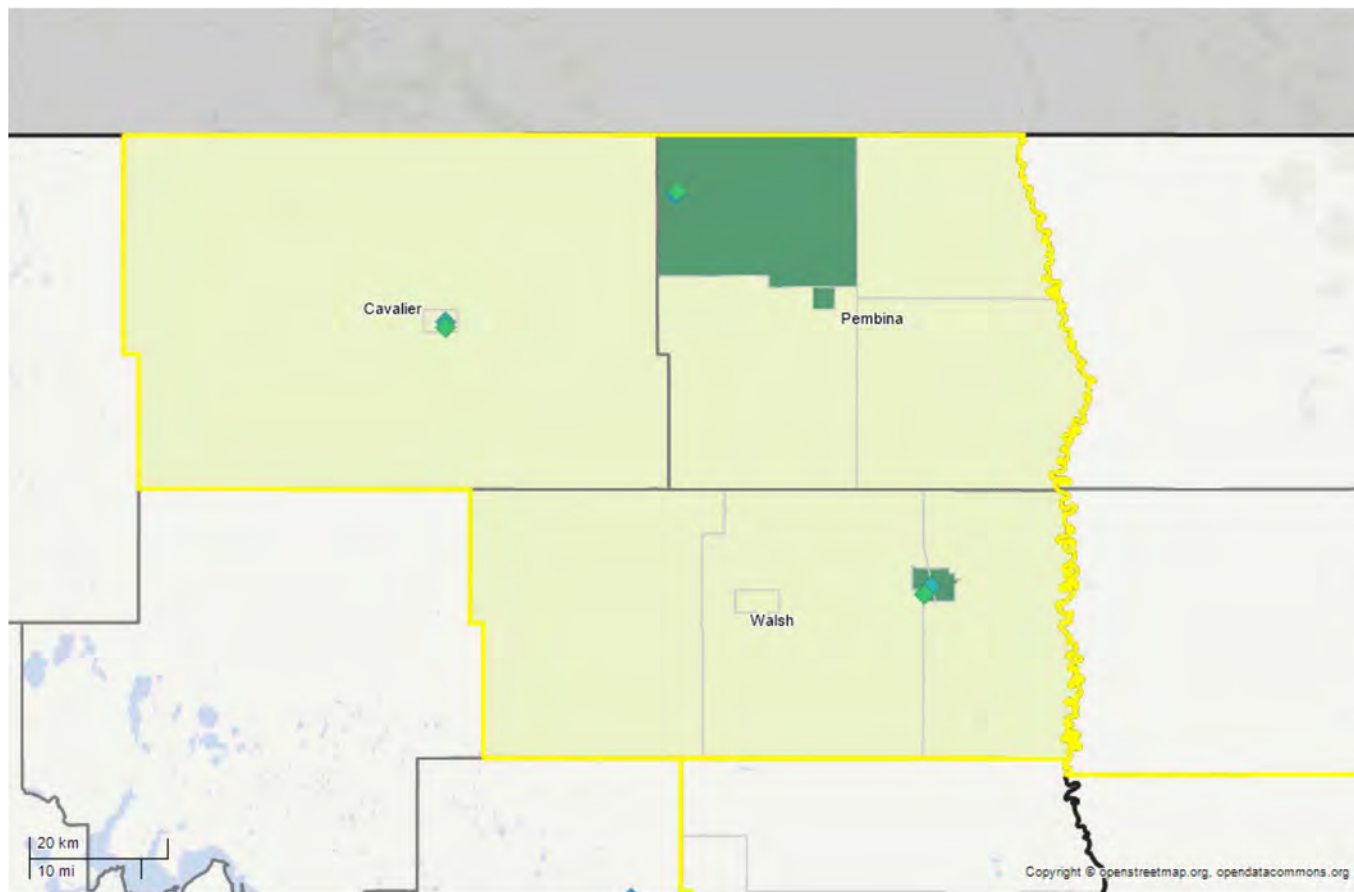 Cavalier
Pembina
Walsh
20 km
10 mi
Copyright © openstreetmap.org, opendatacommons.org